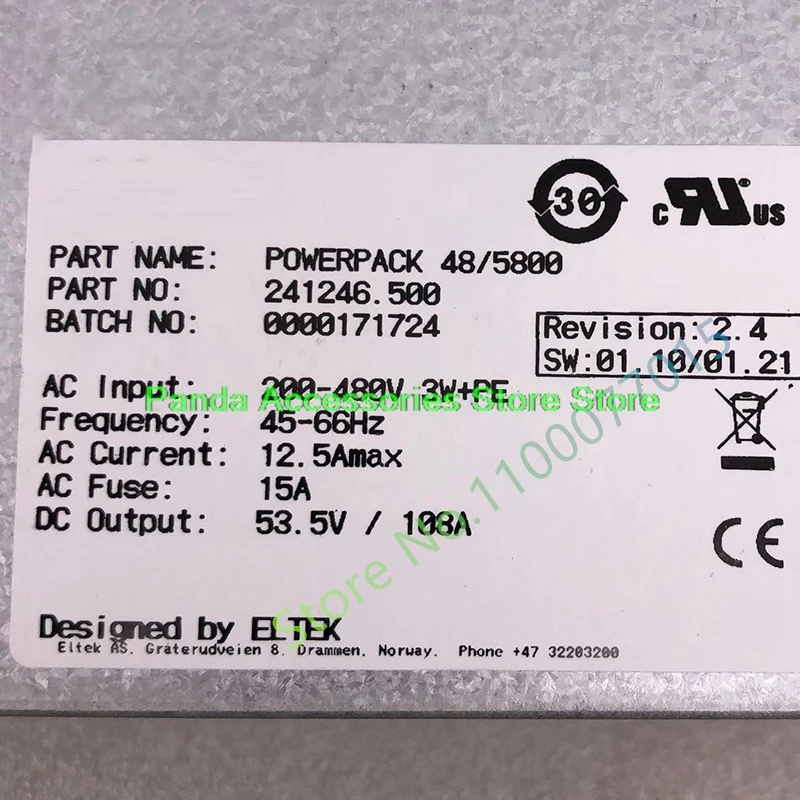 30
c RU ® US
PART NAME: POWERPACK 48/5800
PART NO: 241246.500
BATCH NO: 0000171724
Revision: 2.4
SW:01.10/01.21
AC Input: 200-480V 3W+PE
Panda Accessories Store Store
Frequency: 45-66Hz
AC Current: 12.5Amax
AC Fuse: 15A
DC Output: 53.5V / 108A
CE
Store No.1100077015
Designed by ELTEK
Eltek AS. Gråterudveien 8. Drammen, Norway. Phone +47 32203200